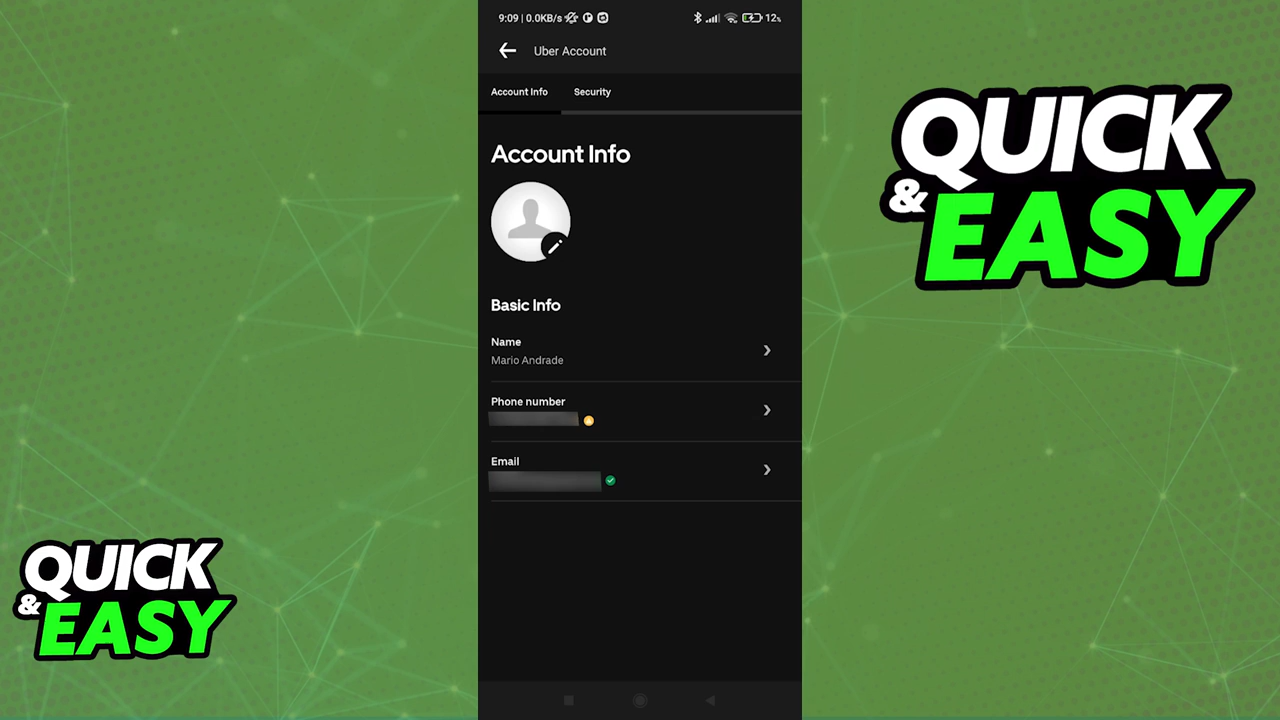 9:09 | 0.0KB/s
12%
Uber Account
Account Info
Security
Account Info
Basic Info
Name
Mario Andrade
Phone number
Email
QUICK
& EASY
QUICK
& EASY